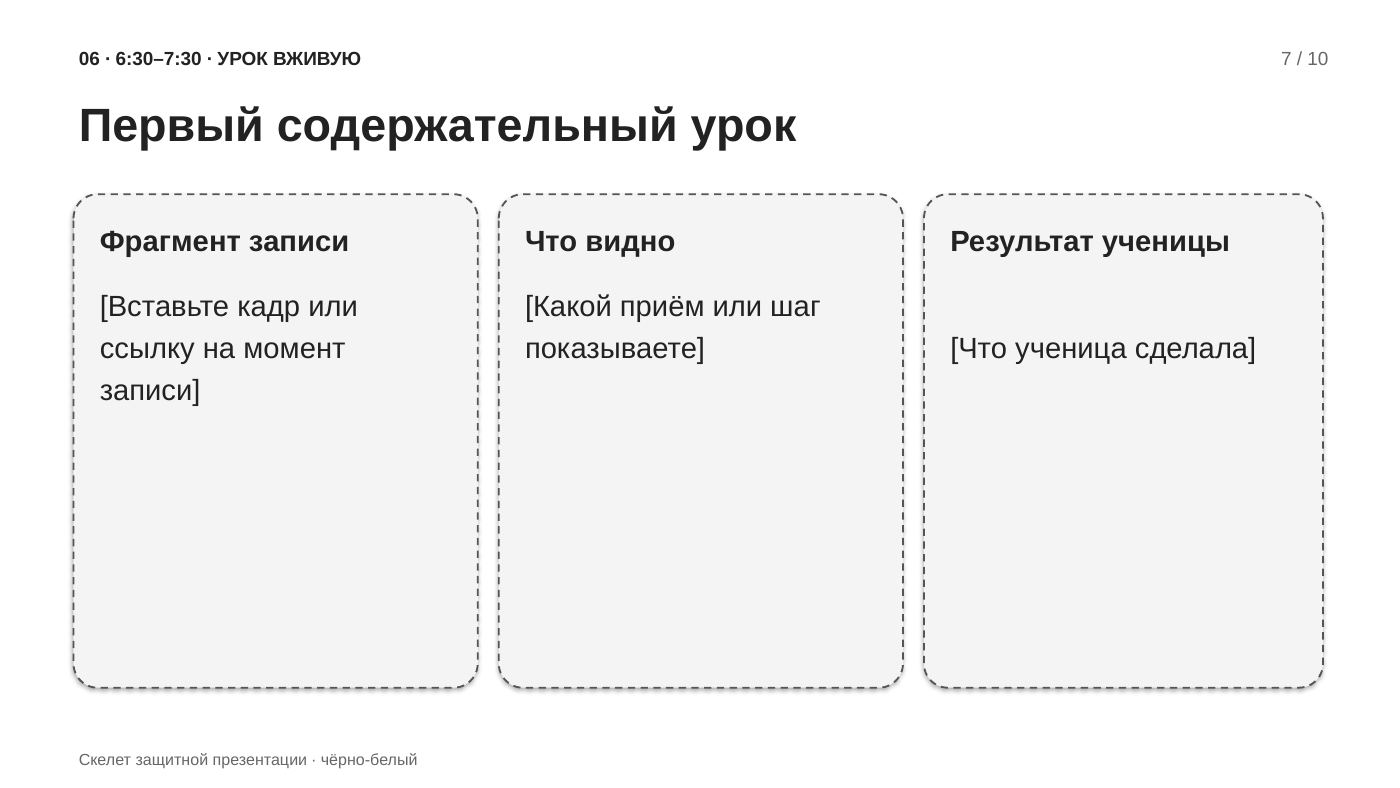 06 · 6:30–7:30 · УРОК ВЖИВУЮ
7 / 10
Первый содержательный урок
Фрагмент записи
[Вставьте кадр или
ссылку на момент
записи]
Что видно
[Какой приём или шаг
показываете]
Результат ученицы
[Что ученица сделала]
Скелет защитной презентации · чёрно-белый